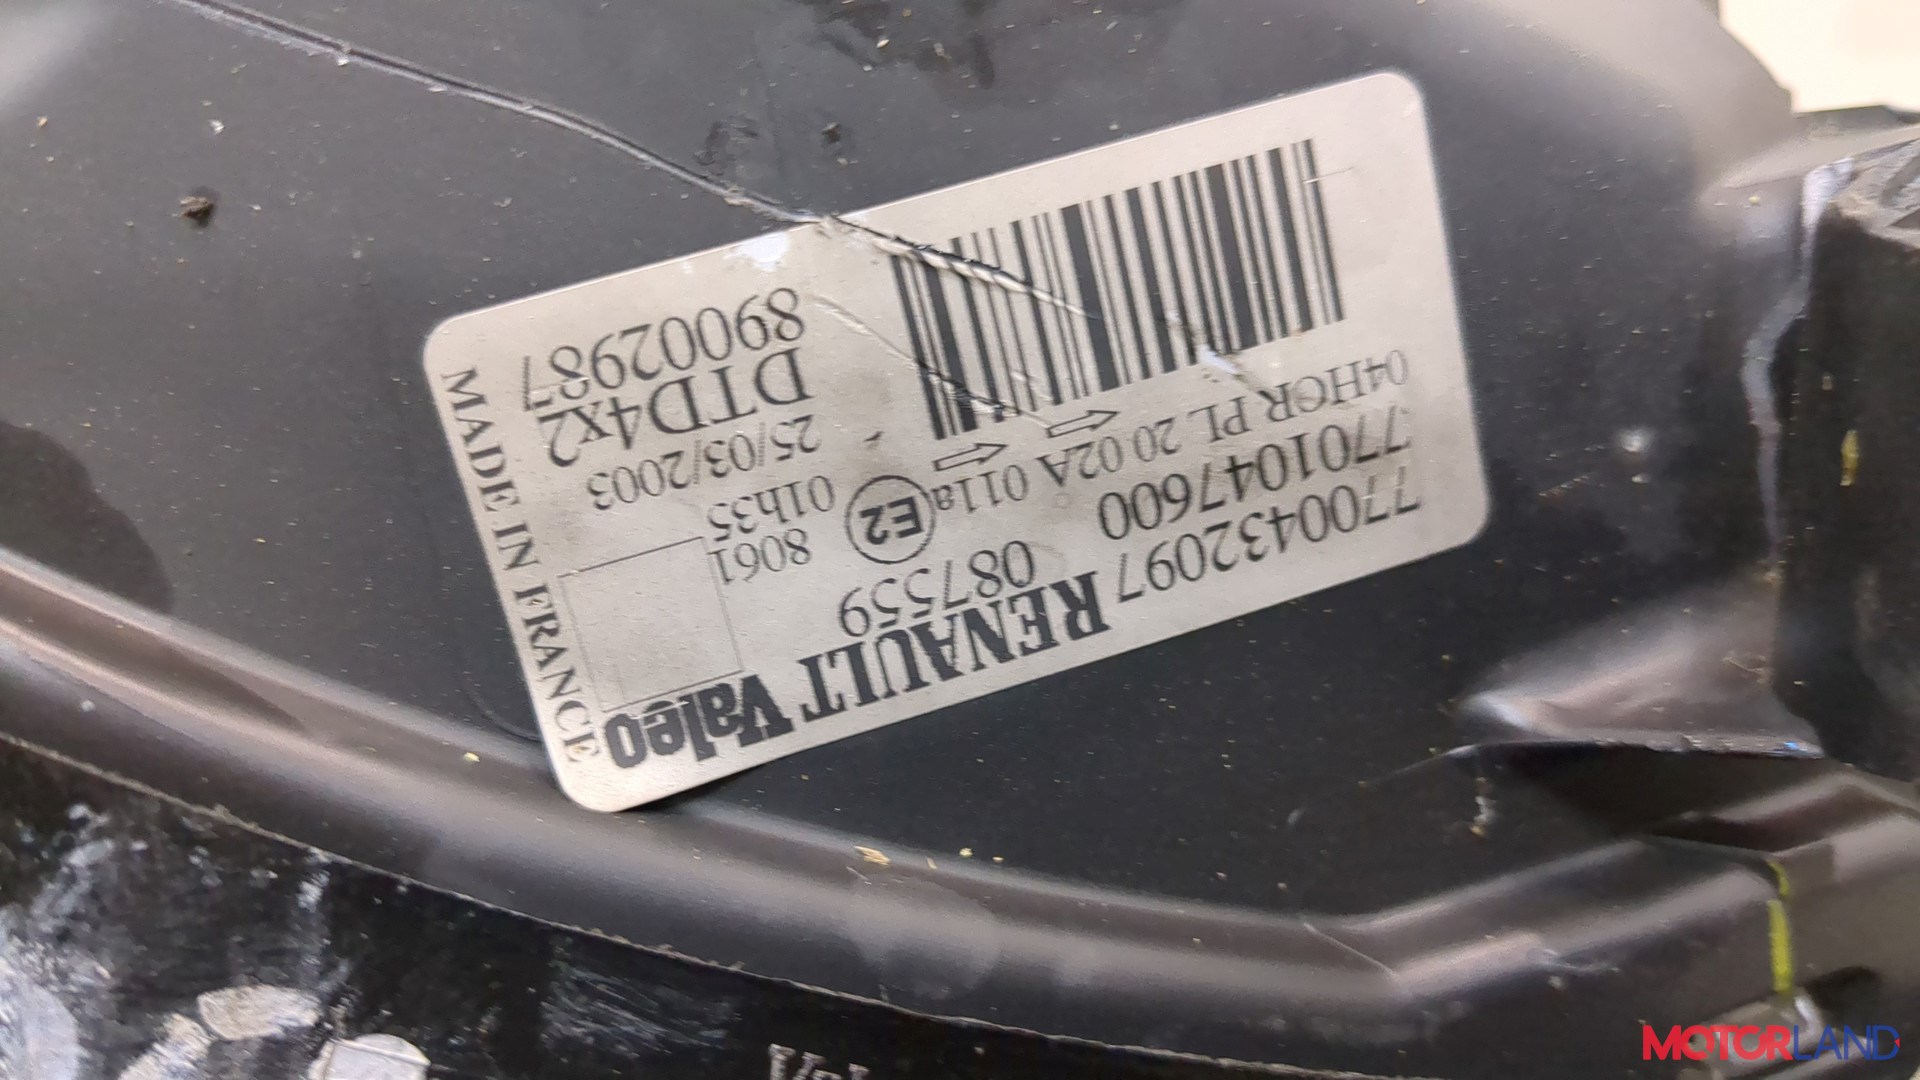 7700432097 RENAULT Valeo
7701047600 087559
04HCR PL 20 02A 011a E2 8061
01h35
25/03/2003
DTD4x2
89002987
MADE IN FRANCE
MOTORLAND